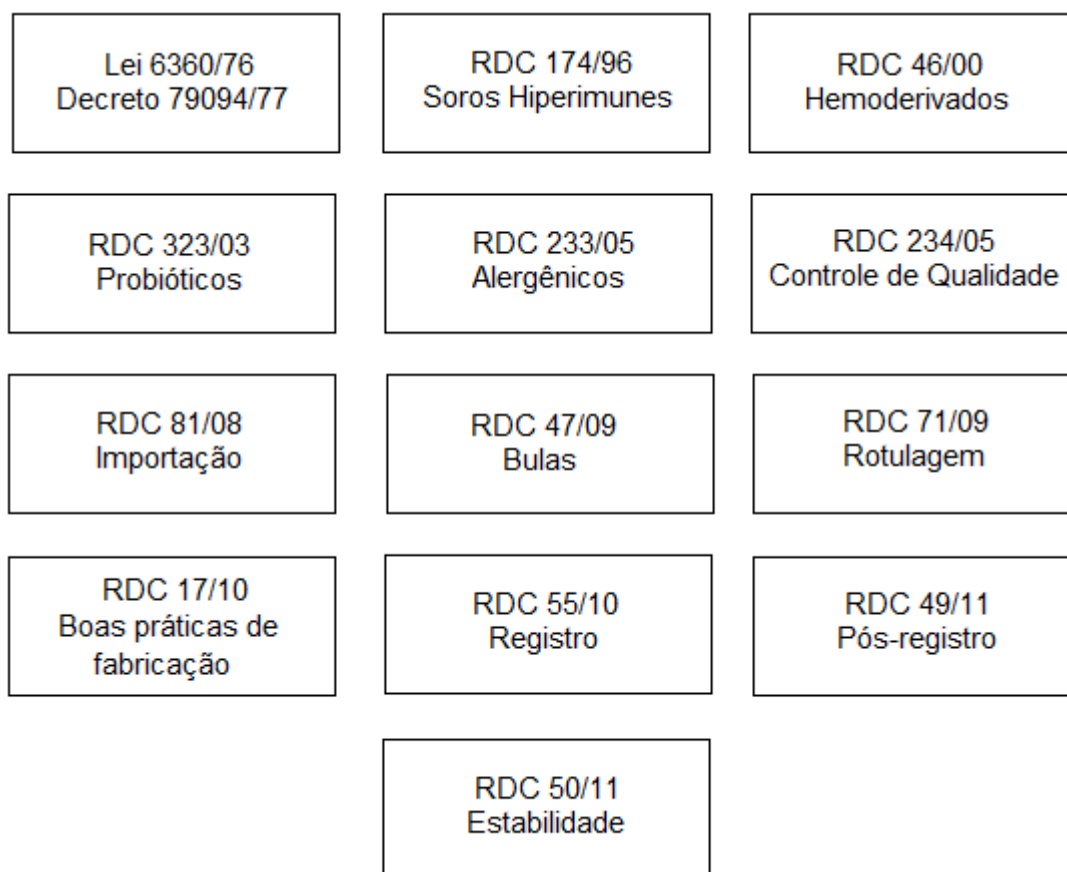 Lei 6360/76
Decreto 79094/77
RDC 174/96
Soros Hiperimunes
RDC 46/00
Hemoderivados
RDC 323/03
Probióticos
RDC 233/05
Alergênicos
RDC 234/05
Controle de Qualidade
RDC 81/08
Importação
RDC 47/09
Bulas
RDC 71/09
Rotulagem
RDC 17/10
Boas práticas de
fabricação
RDC 55/10
Registro
RDC 49/11
Pós-registro
RDC 50/11
Estabilidade